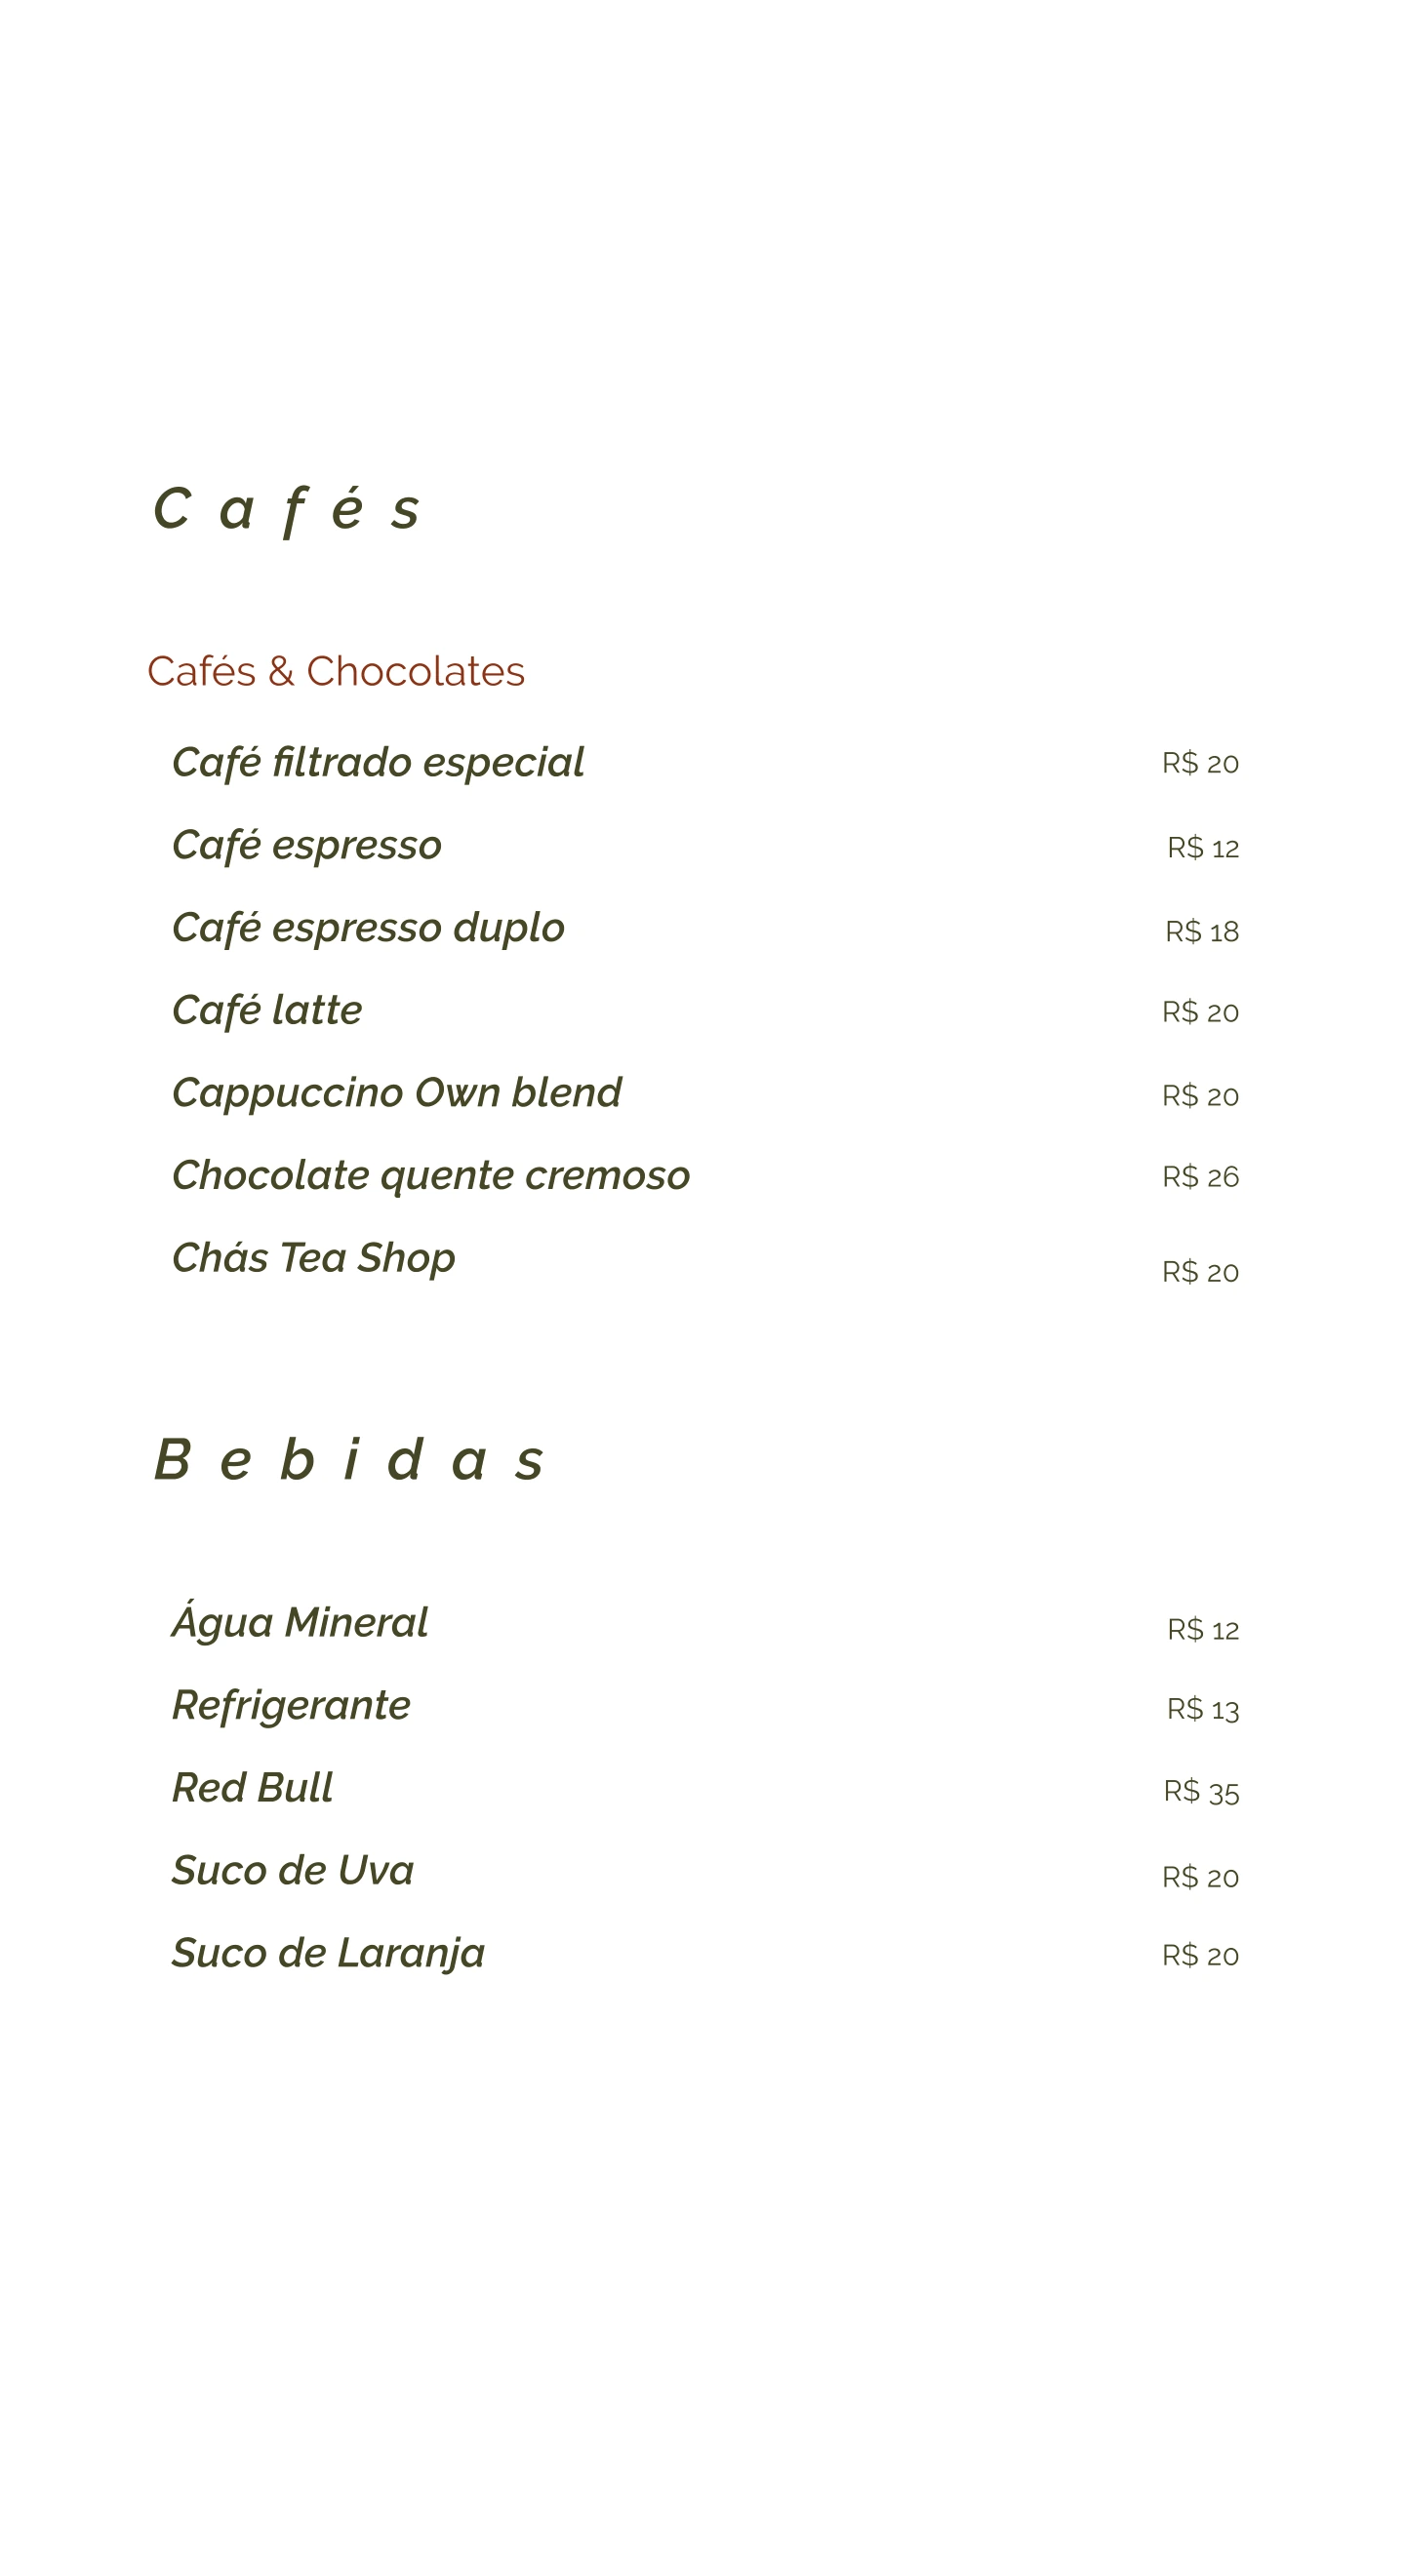 Cafés
Cafés & Chocolates
Café filtrado especial R$ 20
Café espresso R$ 12
Café espresso duplo R$ 18
Café latte R$ 20
Cappuccino Own blend R$ 20
Chocolate quente cremoso R$ 26
Chás Tea Shop R$ 20
Bebidas
Água Mineral R$ 12
Refrigerante R$ 13
Red Bull R$ 35
Suco de Uva R$ 20
Suco de Laranja R$ 20